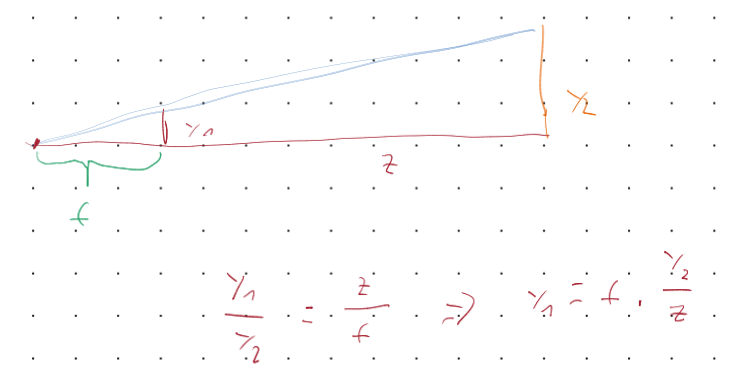 y₁
y₂
z
f
y₁/y₂ = z/f ⇒ y₁ = f · y₂/z